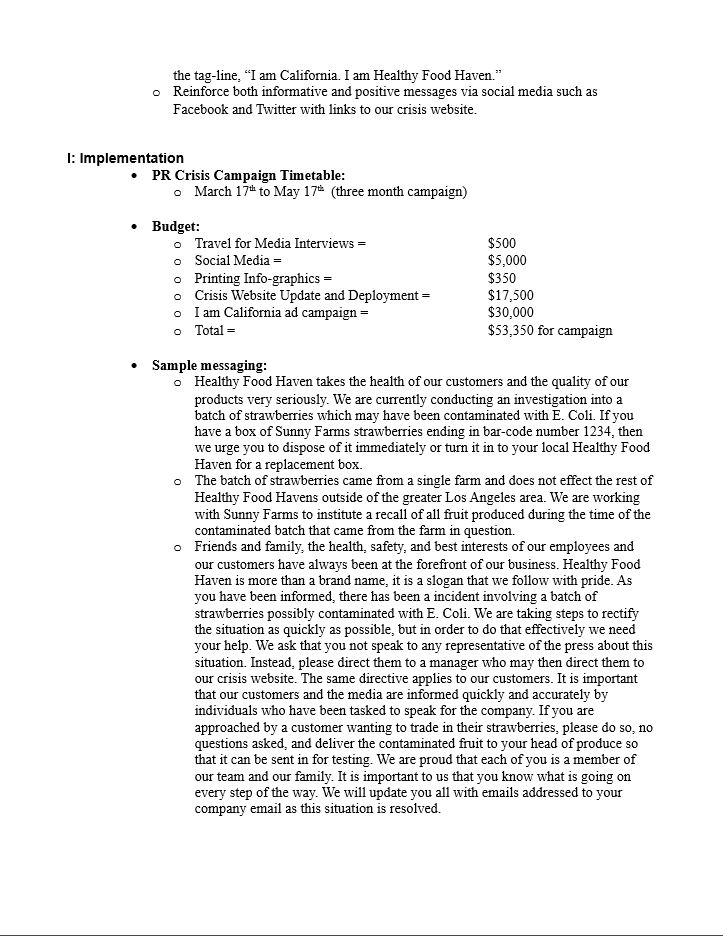 the tag-line, “I am California. I am Healthy Food Haven.”
o Reinforce both informative and positive messages via social media such as
Facebook and Twitter with links to our crisis website.
I: Implementation
• PR Crisis Campaign Timetable:
o March 17th to May 17th (three month campaign)
• Budget:
o Travel for Media Interviews = $500
o Social Media = $5,000
o Printing Info-graphics = $350
o Crisis Website Update and Deployment = $17,500
o I am California ad campaign = $30,000
o Total = $53,350 for campaign
• Sample messaging:
o Healthy Food Haven takes the health of our customers and the quality of our
products very seriously. We are currently conducting an investigation into a
batch of strawberries which may have been contaminated with E. Coli. If you
have a box of Sunny Farms strawberries ending in bar-code number 1234, then
we urge you to dispose of it immediately or turn it in to your local Healthy Food
Haven for a replacement box.
o The batch of strawberries came from a single farm and does not effect the rest of
Healthy Food Havens outside of the greater Los Angeles area. We are working
with Sunny Farms to institute a recall of all fruit produced during the time of the
contaminated batch that came from the farm in question.
o Friends and family, the health, safety, and best interests of our employees and
our customers have always been at the forefront of our business. Healthy Food
Haven is more than a brand name, it is a slogan that we follow with pride. As
you have been informed, there has been a incident involving a batch of
strawberries possibly contaminated with E. Coli. We are taking steps to rectify
the situation as quickly as possible, but in order to do that effectively we need
your help. We ask that you not speak to any representative of the press about this
situation. Instead, please direct them to a manager who may then direct them to
our crisis website. The same directive applies to our customers. It is important
that our customers and the media are informed quickly and accurately by
individuals who have been tasked to speak for the company. If you are
approached by a customer wanting to trade in their strawberries, please do so, no
questions asked, and deliver the contaminated fruit to your head of produce so
that it can be sent in for testing. We are proud that each of you is a member of
our team and our family. It is important to us that you know what is going on
every step of the way. We will update you all with emails addressed to your
company email as this situation is resolved.